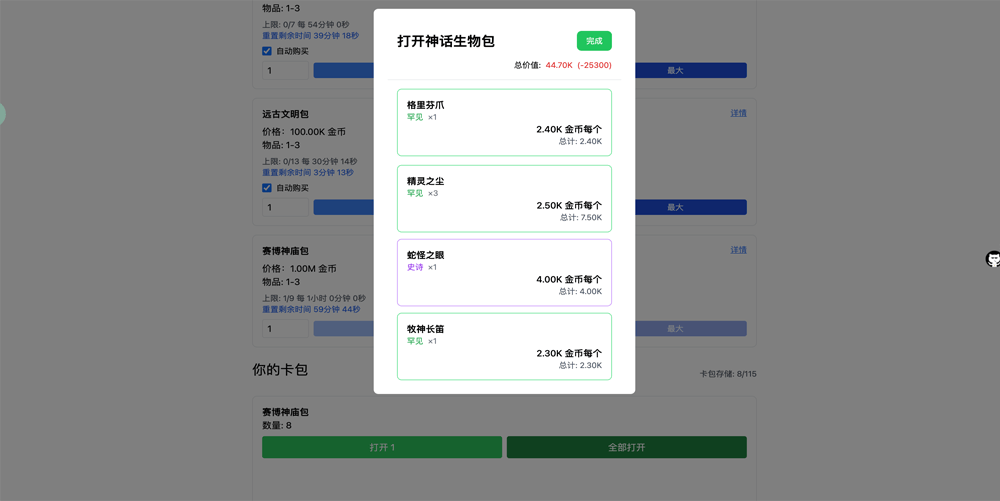 物品: 1-3
上限: 0/7 每 54分钟 0秒
重置剩余时间 39分钟 18秒
自动购买
1
最大
远古文明包
详情
价格: 100.00K 金币
物品: 1-3
上限: 0/13 每 30分钟 14秒
重置剩余时间 3分钟 13秒
自动购买
1
最大
赛博神庙包
详情
价格: 1.00M 金币
物品: 1-3
上限: 1/9 每 1小时 0分钟 0秒
重置剩余时间 59分钟 44秒
1
最大
你的卡包
卡包存储: 8/115
赛博神庙包
数量: 8
打开 1
全部打开
打开神话生物包
完成
总价值: 44.70K (-25300)
格里芬爪
罕见 ×1
2.40K 金币每个
总计: 2.40K
精灵之尘
罕见 ×3
2.50K 金币每个
总计: 7.50K
蛇怪之眼
史诗 ×1
4.00K 金币每个
总计: 4.00K
牧神长笛
罕见 ×1
2.30K 金币每个
总计: 2.30K